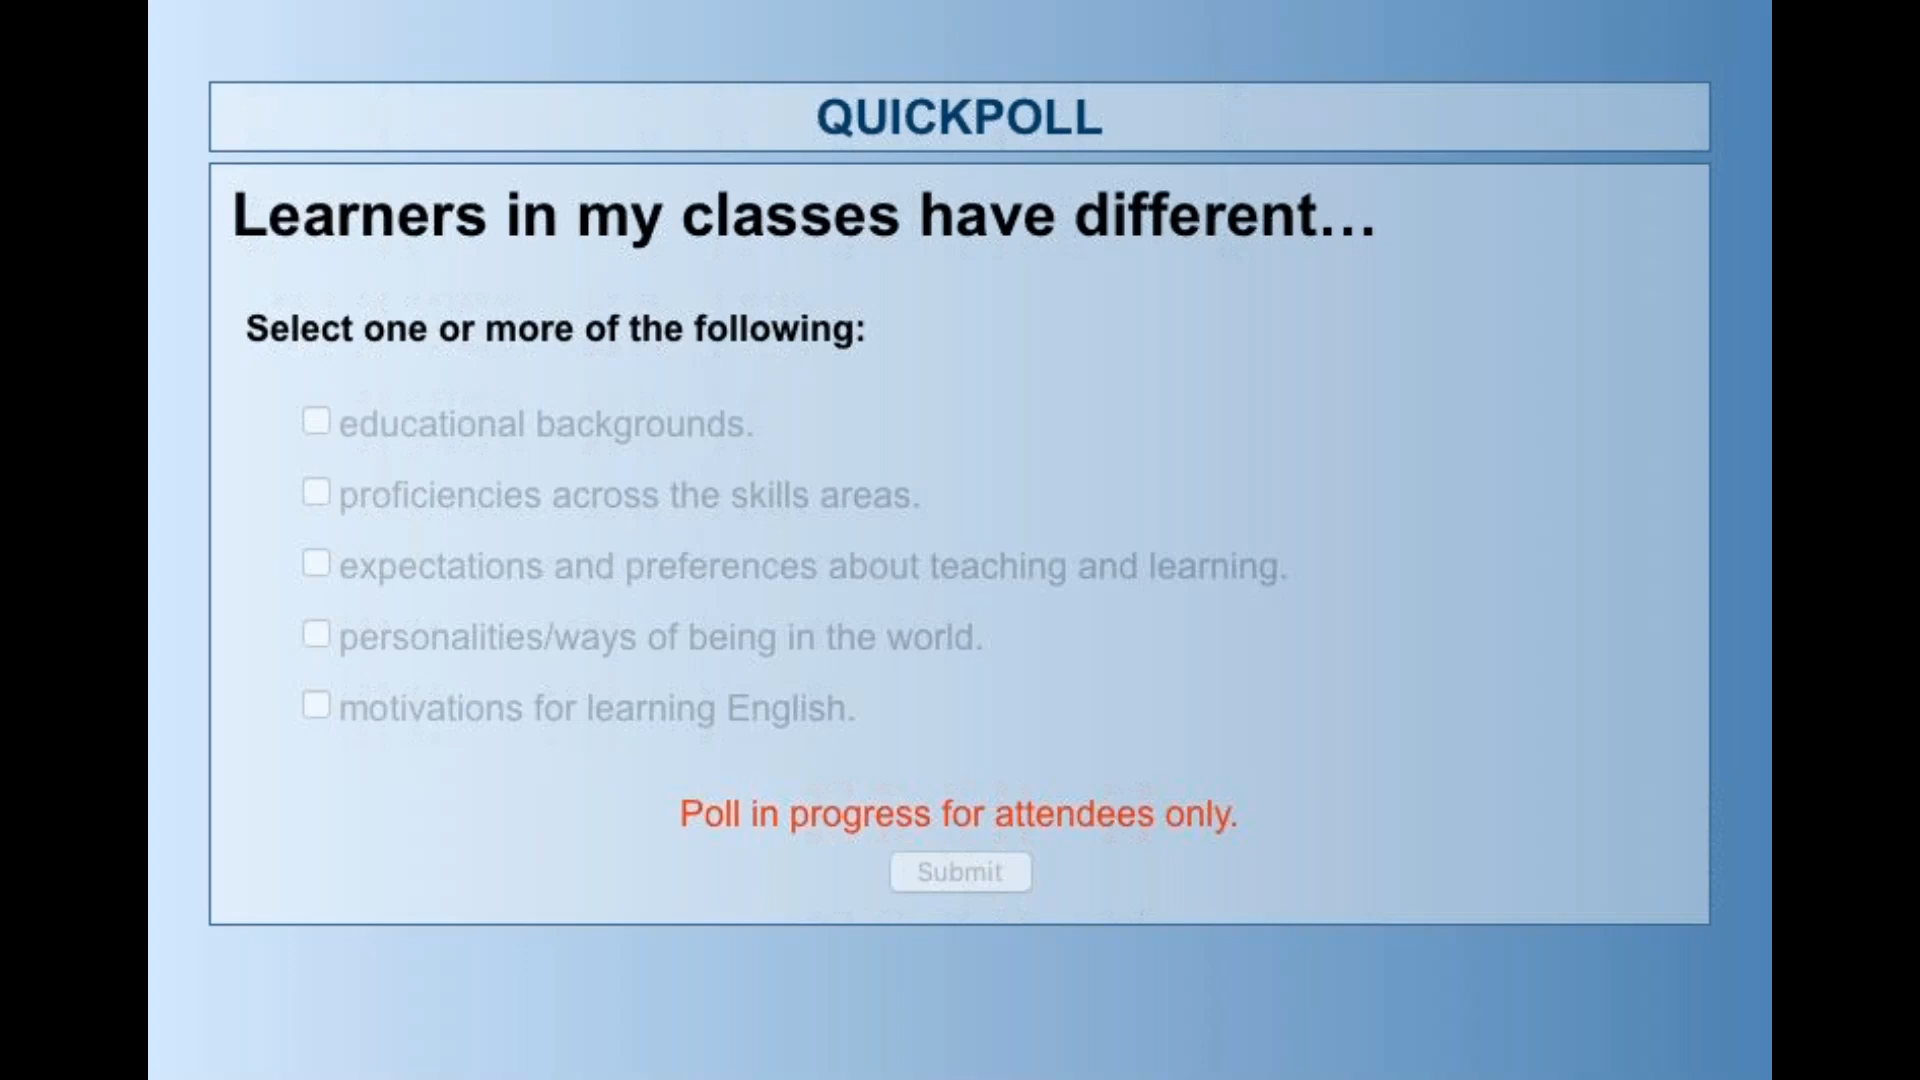 QUICKPOLL
Learners in my classes have different...
Select one or more of the following:
educational backgrounds.
proficiencies across the skills areas.
expectations and preferences about teaching and learning.
personalities/ways of being in the world.
motivations for learning English.
Poll in progress for attendees only.
Submit